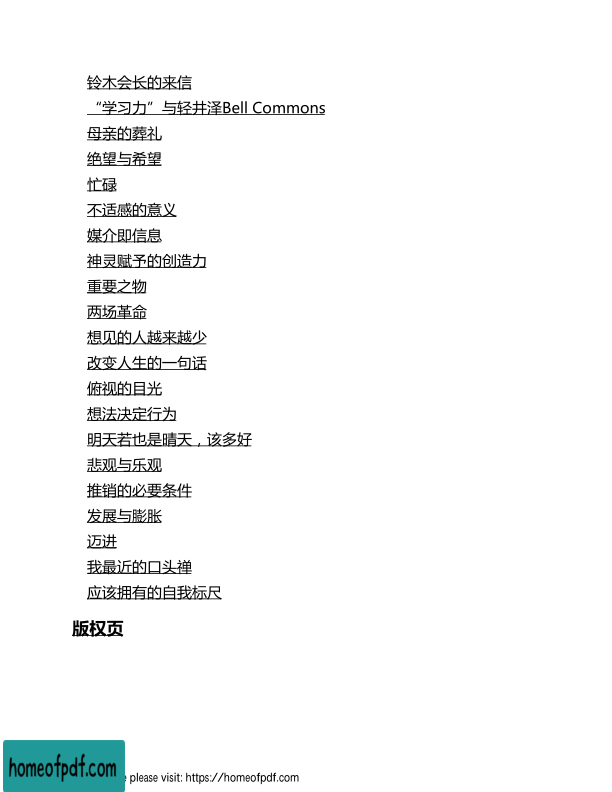 铃木会长的来信
“学习力”与轻井泽Bell Commons
母亲的葬礼
绝望与希望
忙碌
不适感的意义
媒介即信息
神灵赋予的创造力
重要之物
两场革命
想见的人越来越少
改变人生的一句话
俯视的目光
想法决定行为
明天若也是晴天，该多好
悲观与乐观
推销的必要条件
发展与膨胀
迈进
我最近的口头禅
应该拥有的自我标尺
版权页
homeofpdf.com
please visit: https://homeofpdf.com